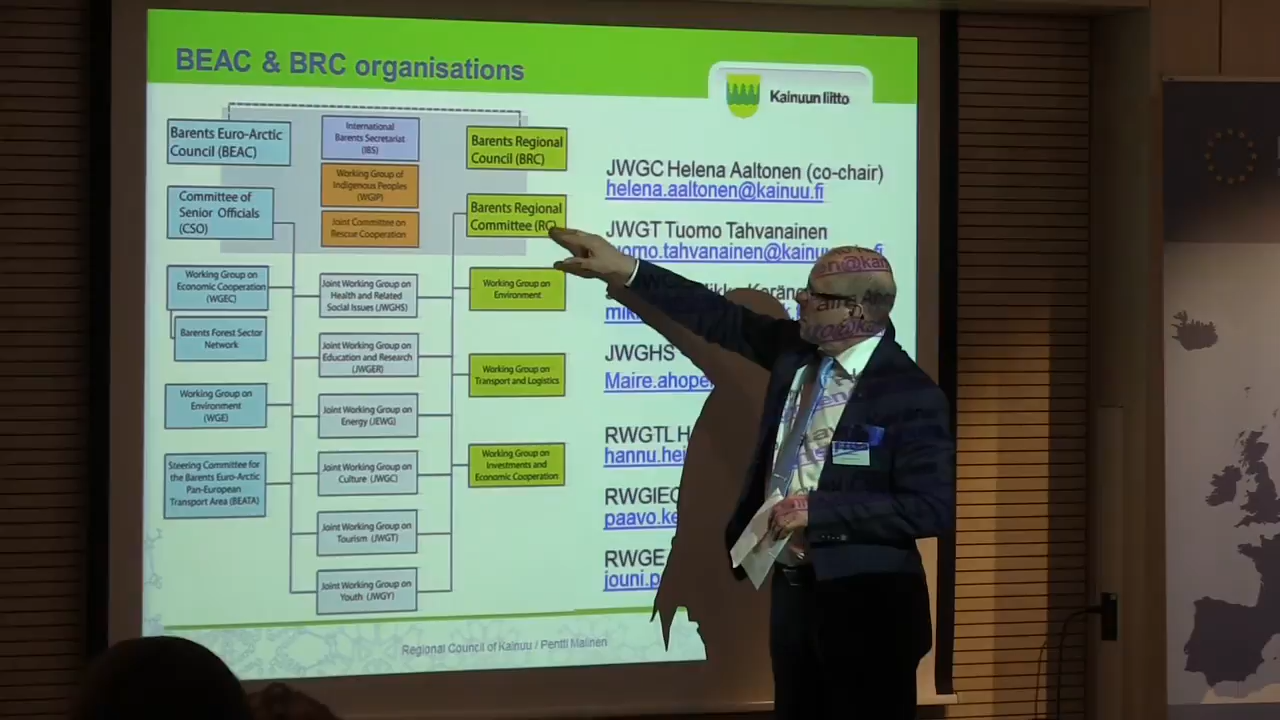 BEAC & BRC organisations
Kainuun liitto
Barents Euro-Arctic
Council (BEAC)
International
Barents Secretariat
(IBS)
Barents Regional
Council (BRC)
Working Group of
Indigenous Peoples
(WGIP)
Committee of
Senior Officials
(CSO)
Barents Regional
Committee (RC)
Joint Committee on
Rescue Cooperation
Working Group on
Economic Cooperation
(WGEC)
Joint Working Group on
Health and Related
Social Issues (JWGHS)
Working Group on
Environment
Barents Forest Sector
Network
Joint Working Group on
Education and Research
(JWGER)
Working Group on
Transport and Logistics
Working Group on
Environment
(WGE)
Joint Working Group on
Energy (JEWG)
Working Group on
Investments and
Economic Cooperation
Steering Committee for
the Barents Euro-Arctic
Pan-European
Transport Area (BEATA)
Joint Working Group on
Culture (JWGC)
Joint Working Group on
Tourism (JWGT)
Joint Working Group on
Youth (JWGY)
JWGC Helena Aaltonen (co-chair)
helena.aaltonen@kainuu.fi
JWGT Tuomo Tahvanainen
JWGHS
Maire.ahope
RWGTL H
hannu.hei
RWGIEC
paavo.ke
RWGE
jouni.p
Regional Council of Kainuu / Pentti Malinen